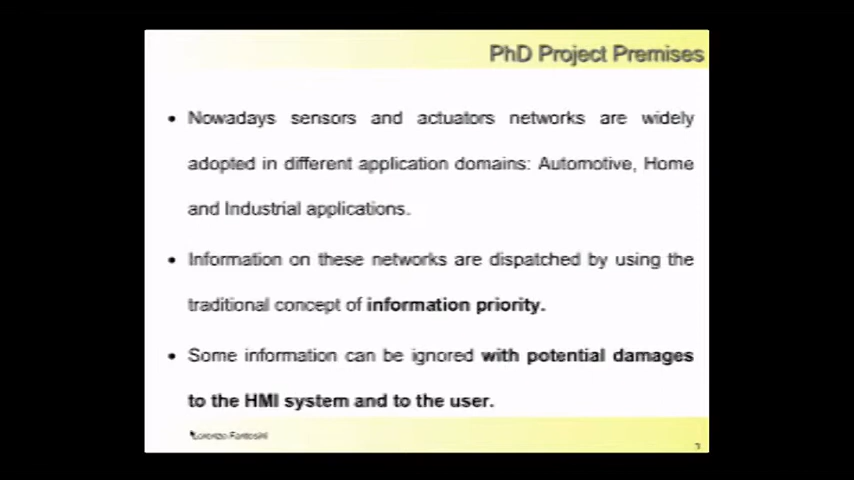 PhD Project Premises
• Nowadays sensors and actuators networks are widely
adopted in different application domains: Automotive, Home
and Industrial applications.
• Information on these networks are dispatched by using the
traditional concept of information priority.
• Some information can be ignored with potential damages
to the HMI system and to the user.
Lorenzo